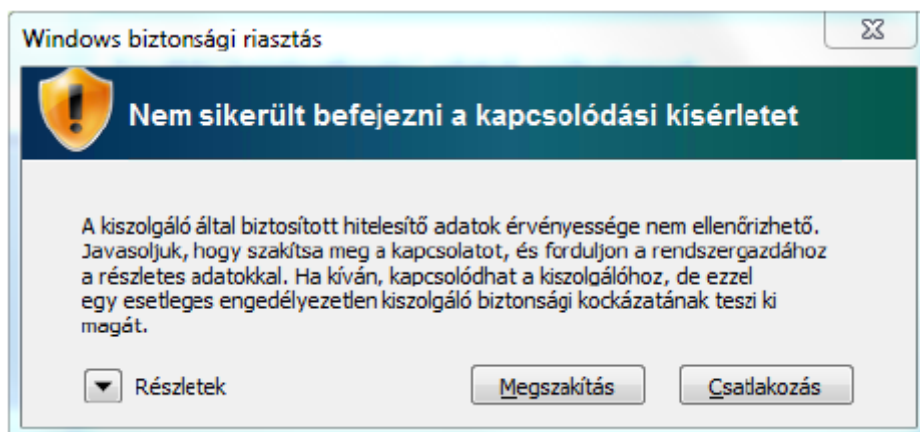 Windows biztonsági riasztás
Nem sikerült befejezni a kapcsolódási kísérletet
A kiszolgáló által biztosított hitelesítő adatok érvényessége nem ellenőrizhető.
Javasoljuk, hogy szakítsa meg a kapcsolatot, és forduljon a rendszergazdához
a részletes adatokkal. Ha kíván, kapcsolódhat a kiszolgálóhoz, de ezzel
egy esetleges engedélyezetlen kiszolgáló biztonsági kockázatának teszi ki
magát.
Részletek
Megszakítás
Csatlakozás